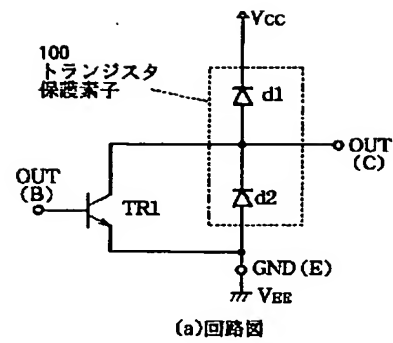 VCC
100
トランジスタ
保護素子
d1
OUT
(C)
OUT
(B)
TR1
d2
GND(E)
VEE
(a)回路図